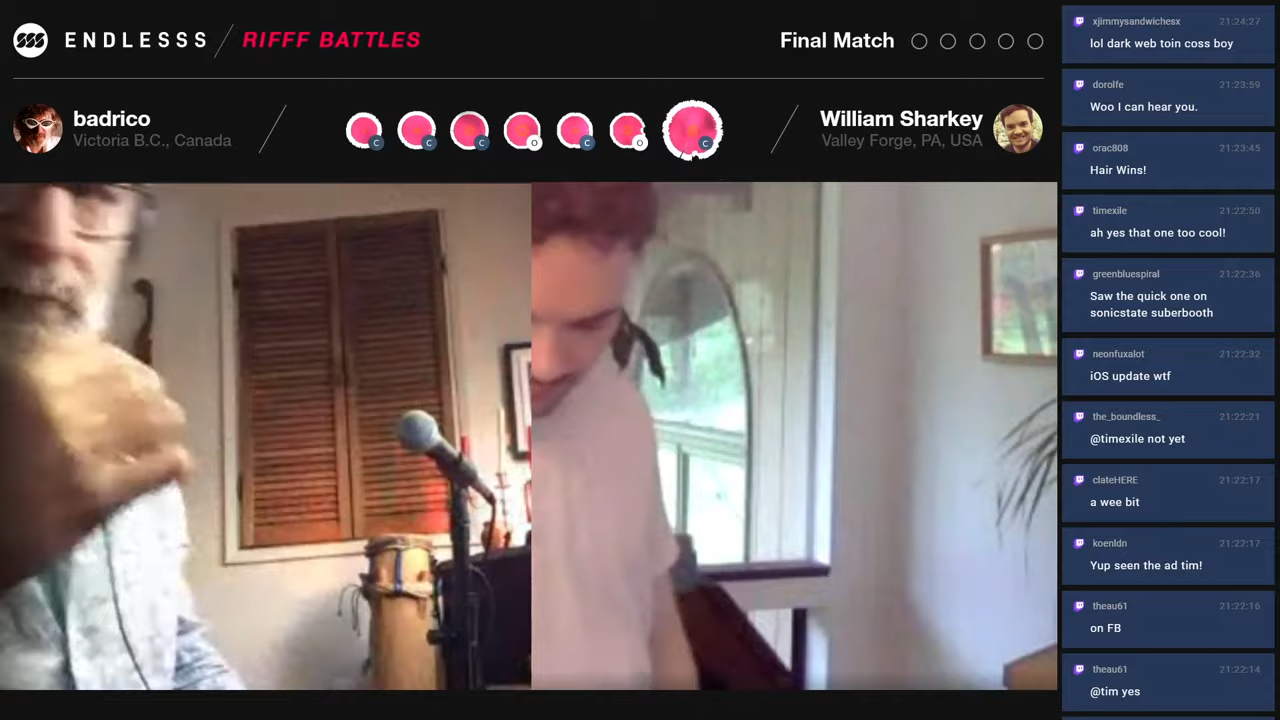 ENDLESSS / RIFFF BATTLES
Final Match
badrico
Victoria B.C., Canada
C C C O C O C
William Sharkey
Valley Forge, PA, USA
xjimmysandwichesx 21:24:27
lol dark web toin coss boy
dorolfe 21:23:59
Woo I can hear you.
orac808 21:23:45
Hair Wins!
timexile 21:22:50
ah yes that one too cool!
greenbluespiral 21:22:36
Saw the quick one on
sonicstate suberbooth
neonfuxalot 21:22:32
iOS update wtf
the_boundless_ 21:22:21
@timexile not yet
clateHERE 21:22:17
a wee bit
koenldn 21:22:17
Yup seen the ad tim!
theau61 21:22:16
on FB
theau61 21:22:14
@tim yes